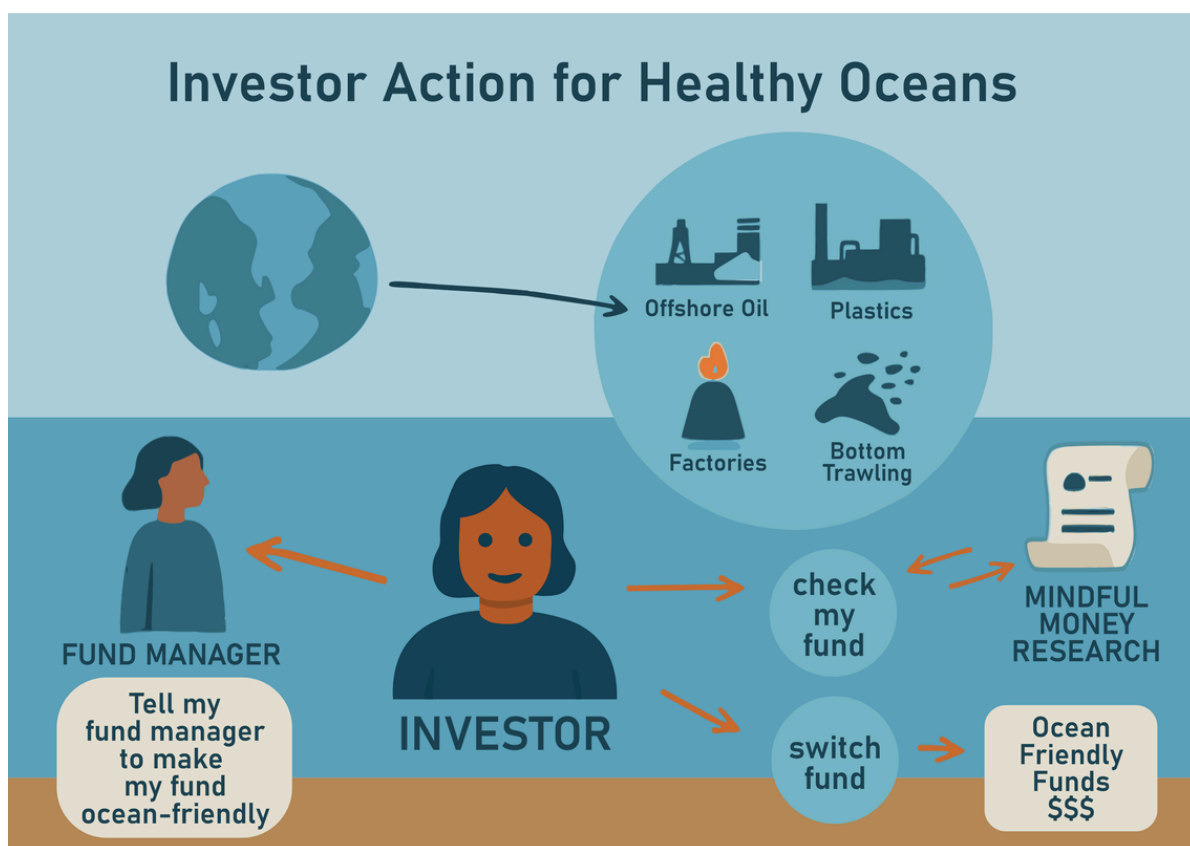 Investor Action for Healthy Oceans
Offshore Oil
Plastics
Factories
Bottom
Trawling
FUND MANAGER
Tell my
fund manager
to make
my fund
ocean-friendly
INVESTOR
check
my
fund
MINDFUL
MONEY
RESEARCH
switch
fund
Ocean
Friendly
Funds
$$$